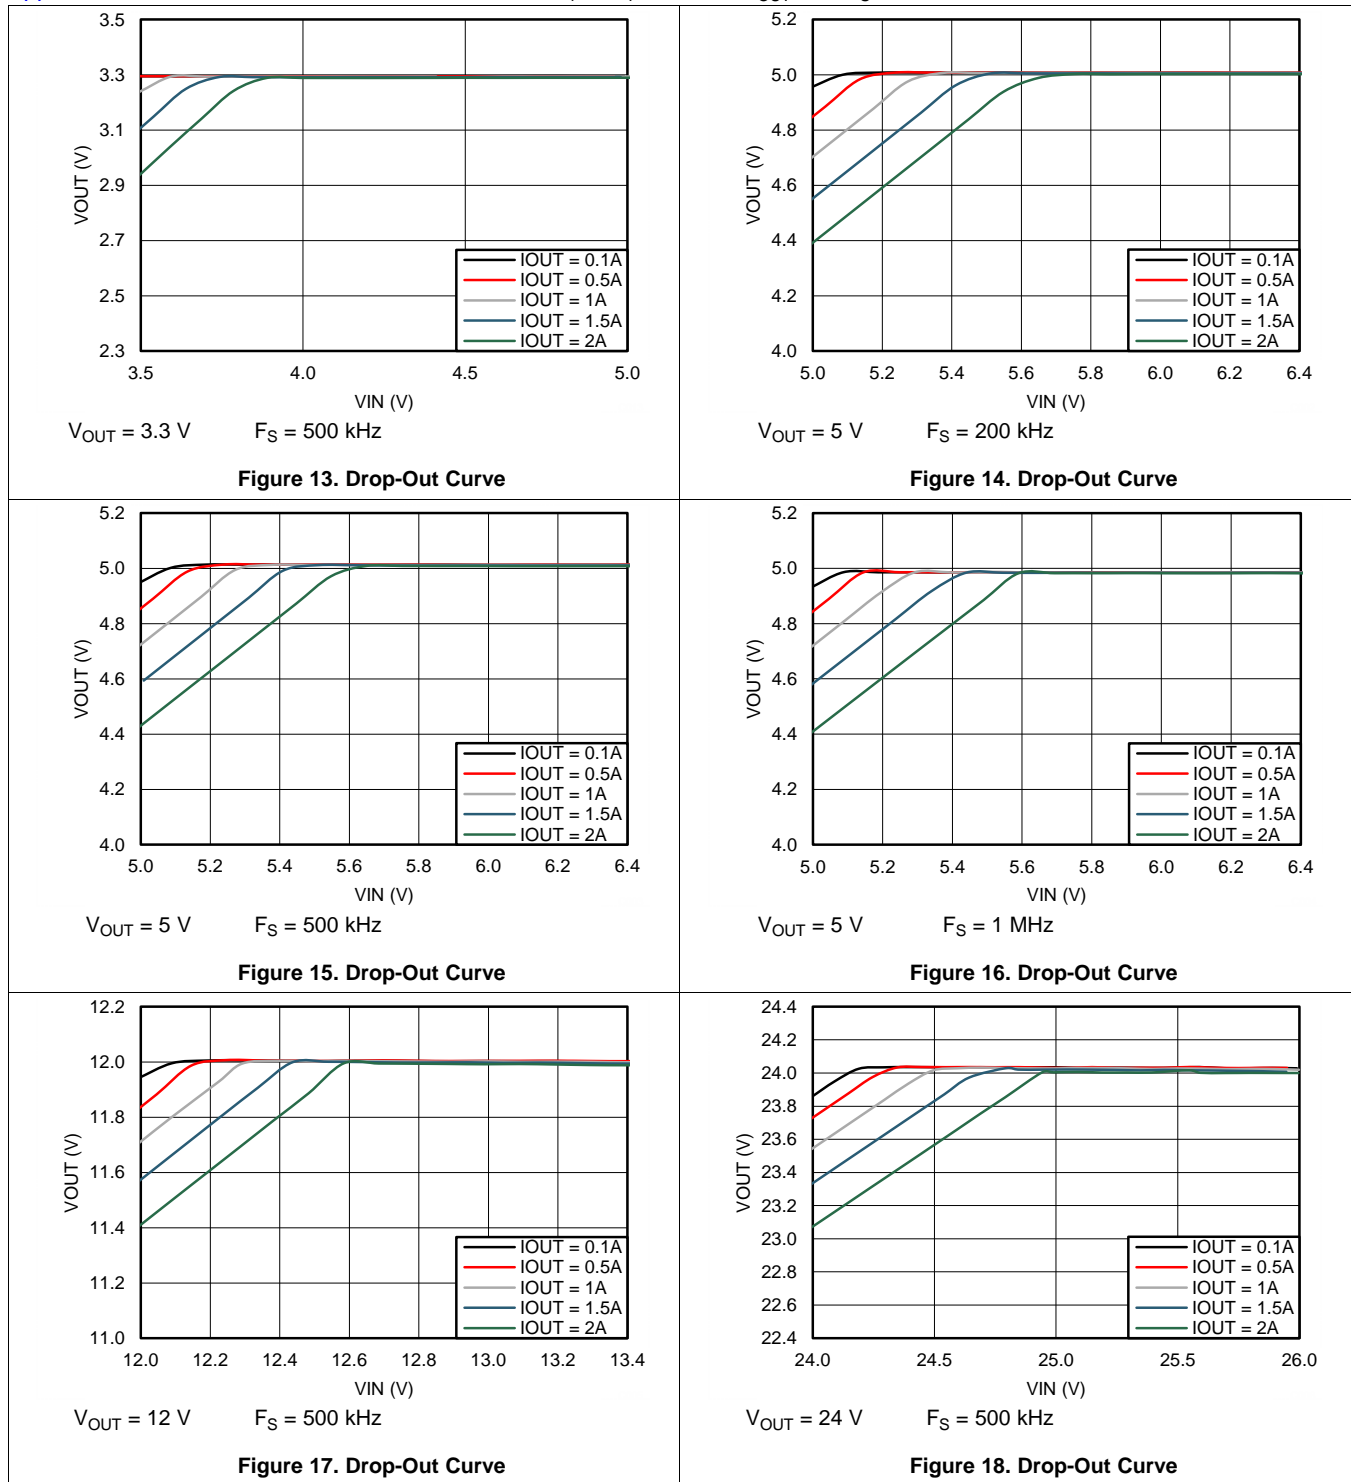 3.5
3.3
3.1
2.9
2.7
2.5
2.3
VOUT (V)
IOUT = 0.1A
IOUT = 0.5A
IOUT = 1A
IOUT = 1.5A
IOUT = 2A
3.5 4.0 4.5 5.0
VIN (V)
VOUT = 3.3 V FS = 500 kHz
Figure 13. Drop-Out Curve
5.2
5.0
4.8
4.6
4.4
4.2
4.0
VOUT (V)
IOUT = 0.1A
IOUT = 0.5A
IOUT = 1A
IOUT = 1.5A
IOUT = 2A
5.0 5.2 5.4 5.6 5.8 6.0 6.2 6.4
VIN (V)
VOUT = 5 V FS = 200 kHz
Figure 14. Drop-Out Curve
5.2
5.0
4.8
4.6
4.4
4.2
4.0
VOUT (V)
IOUT = 0.1A
IOUT = 0.5A
IOUT = 1A
IOUT = 1.5A
IOUT = 2A
5.0 5.2 5.4 5.6 5.8 6.0 6.2 6.4
VIN (V)
VOUT = 5 V FS = 500 kHz
Figure 15. Drop-Out Curve
5.2
5.0
4.8
4.6
4.4
4.2
4.0
VOUT (V)
IOUT = 0.1A
IOUT = 0.5A
IOUT = 1A
IOUT = 1.5A
IOUT = 2A
5.0 5.2 5.4 5.6 5.8 6.0 6.2 6.4
VIN (V)
VOUT = 5 V FS = 1 MHz
Figure 16. Drop-Out Curve
12.2
12.0
11.8
11.6
11.4
11.2
11.0
VOUT (V)
IOUT = 0.1A
IOUT = 0.5A
IOUT = 1A
IOUT = 1.5A
IOUT = 2A
12.0 12.2 12.4 12.6 12.8 13.0 13.2 13.4
VIN (V)
VOUT = 12 V FS = 500 kHz
Figure 17. Drop-Out Curve
24.4
24.2
24.0
23.8
23.6
23.4
23.2
23.0
22.8
22.6
22.4
VOUT (V)
IOUT = 0.1A
IOUT = 0.5A
IOUT = 1A
IOUT = 1.5A
IOUT = 2A
24.0 24.5 25.0 25.5 26.0
VIN (V)
VOUT = 24 V FS = 500 kHz
Figure 18. Drop-Out Curve